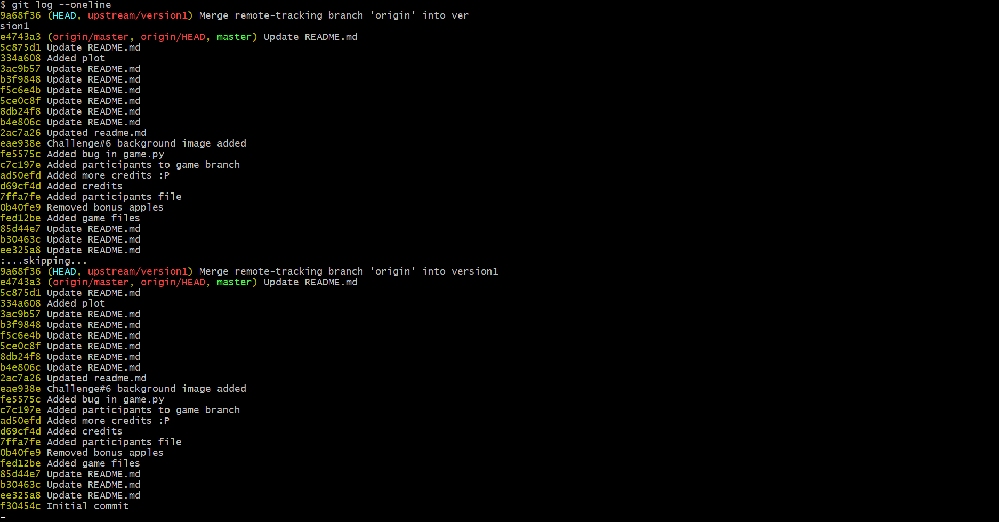 $ git log --oneline
9a68f36 (HEAD, upstream/version1) Merge remote-tracking branch 'origin' into ver
sion1
e4743a3 (origin/master, origin/HEAD, master) Update README.md
5c875d1 Update README.md
334a608 Added plot
3ac9b57 Update README.md
b3f9848 Update README.md
f5c6e4b Update README.md
5ce0c8f Update README.md
8db24f8 Update README.md
b4e806c Update README.md
2ac7a26 Updated readme.md
eae938e Challenge#6 background image added
fe5575c Added bug in game.py
c7c197e Added participants to game branch
ad50efd Added more credits :P
d69cf4d Added credits
7ffa7fe Added participants file
0b40fe9 Removed bonus apples
fed12be Added game files
85d44e7 Update README.md
b30463c Update README.md
ee325a8 Update README.md
:...skipping...
9a68f36 (HEAD, upstream/version1) Merge remote-tracking branch 'origin' into version1
e4743a3 (origin/master, origin/HEAD, master) Update README.md
5c875d1 Update README.md
334a608 Added plot
3ac9b57 Update README.md
b3f9848 Update README.md
f5c6e4b Update README.md
5ce0c8f Update README.md
8db24f8 Update README.md
b4e806c Update README.md
2ac7a26 Updated readme.md
eae938e Challenge#6 background image added
fe5575c Added bug in game.py
c7c197e Added participants to game branch
ad50efd Added more credits :P
d69cf4d Added credits
7ffa7fe Added participants file
0b40fe9 Removed bonus apples
fed12be Added game files
85d44e7 Update README.md
b30463c Update README.md
ee325a8 Update README.md
f30454c Initial commit
~